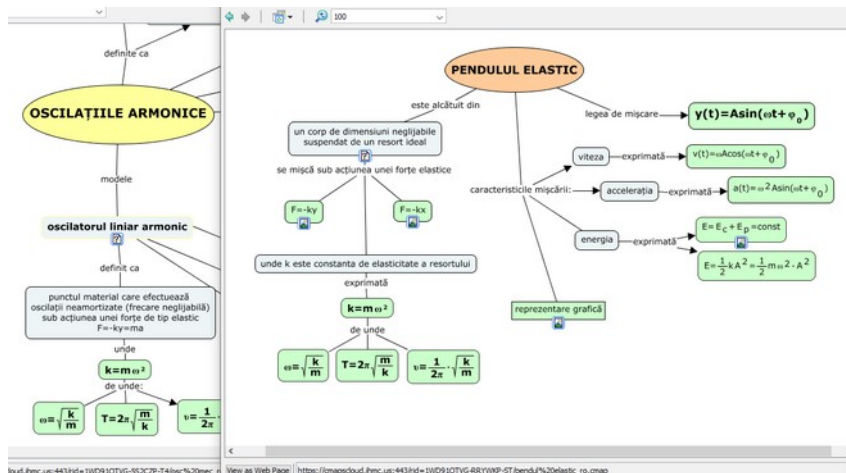 definite ca
OSCILAȚIILE ARMONICE
modele
oscilatorul liniar armonic
definit ca
punctul material care efectuează
oscilații neamortizate (frecare neglijabilă)
sub acțiunea unei forțe de tip elastic
F=-ky=ma
unde
k=mω²
de unde:
ω=√(k/m)
T=2π√(m/k)
υ=1/2π·
100
PENDULUL ELASTIC
este alcătuit din
un corp de dimensiuni neglijabile
suspendat de un resort ideal
se mișcă sub acțiunea unei forțe elastice
F=-ky
F=-kx
unde k este constanta de elasticitate a resortului
exprimată
k=mω²
de unde
ω=√(k/m)
T=2π√(m/k)
υ=1/2π·√(k/m)
legea de mișcare
y(t)=Asin(ωt+φ₀)
caracteristicile mișcării:
viteza
exprimată
v(t)=ωAcos(ωt+φ₀)
accelerația
exprimată
a(t)=ω²Asin(ωt+φ₀)
energia
exprimată
E=E_c+E_p=const
E=1/2kA²=1/2mω²·A²
reprezentare grafică
View as Web Page